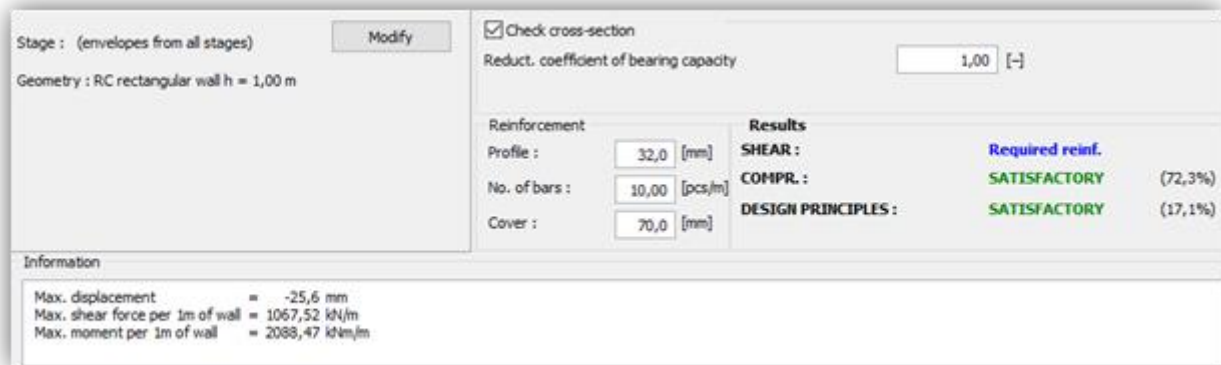 Stage : (envelopes from all stages)
Modify
Geometry : RC rectangular wall h = 1,00 m
Check cross-section
Reduct. coefficient of bearing capacity 1,00 [–]
Reinforcement
Profile : 32,0 [mm]
No. of bars : 10,00 [pcs/m]
Cover : 70,0 [mm]
Results
SHEAR : Required reinf.
COMPR. : SATISFACTORY (72,3%)
DESIGN PRINCIPLES : SATISFACTORY (17,1%)
Information
Max. displacement = -25,6 mm
Max. shear force per 1m of wall = 1067,52 kN/m
Max. moment per 1m of wall = 2088,47 kNm/m